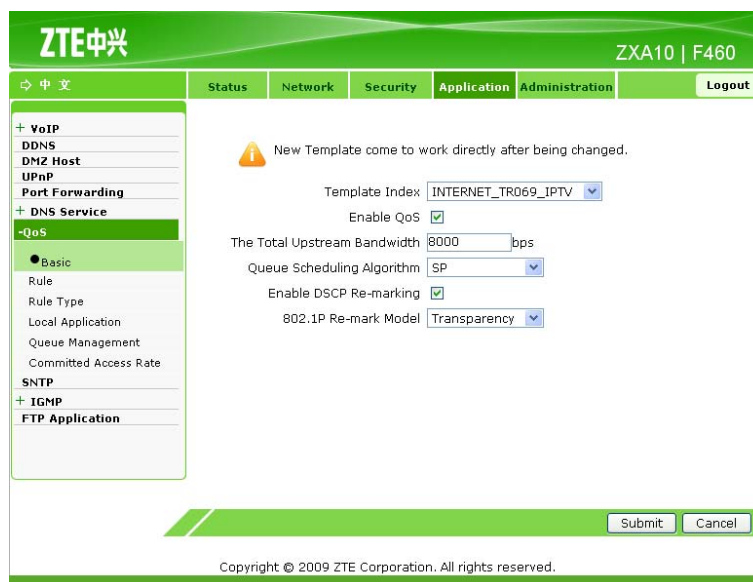 ZTE中兴
ZXA10 | F460
中 文
Status Network Security Application Administration Logout
+ VoIP
DDNS
DMZ Host
UPnP
Port Forwarding
+ DNS Service
-QoS
Basic
Rule
Rule Type
Local Application
Queue Management
Committed Access Rate
SNTP
+ IGMP
FTP Application
New Template come to work directly after being changed.
Template Index INTERNET_TR069_IPTV
Enable QoS
The Total Upstream Bandwidth 8000 bps
Queue Scheduling Algorithm SP
Enable DSCP Re-marking
802.1P Re-mark Model Transparency
Submit Cancel
Copyright © 2009 ZTE Corporation. All rights reserved.